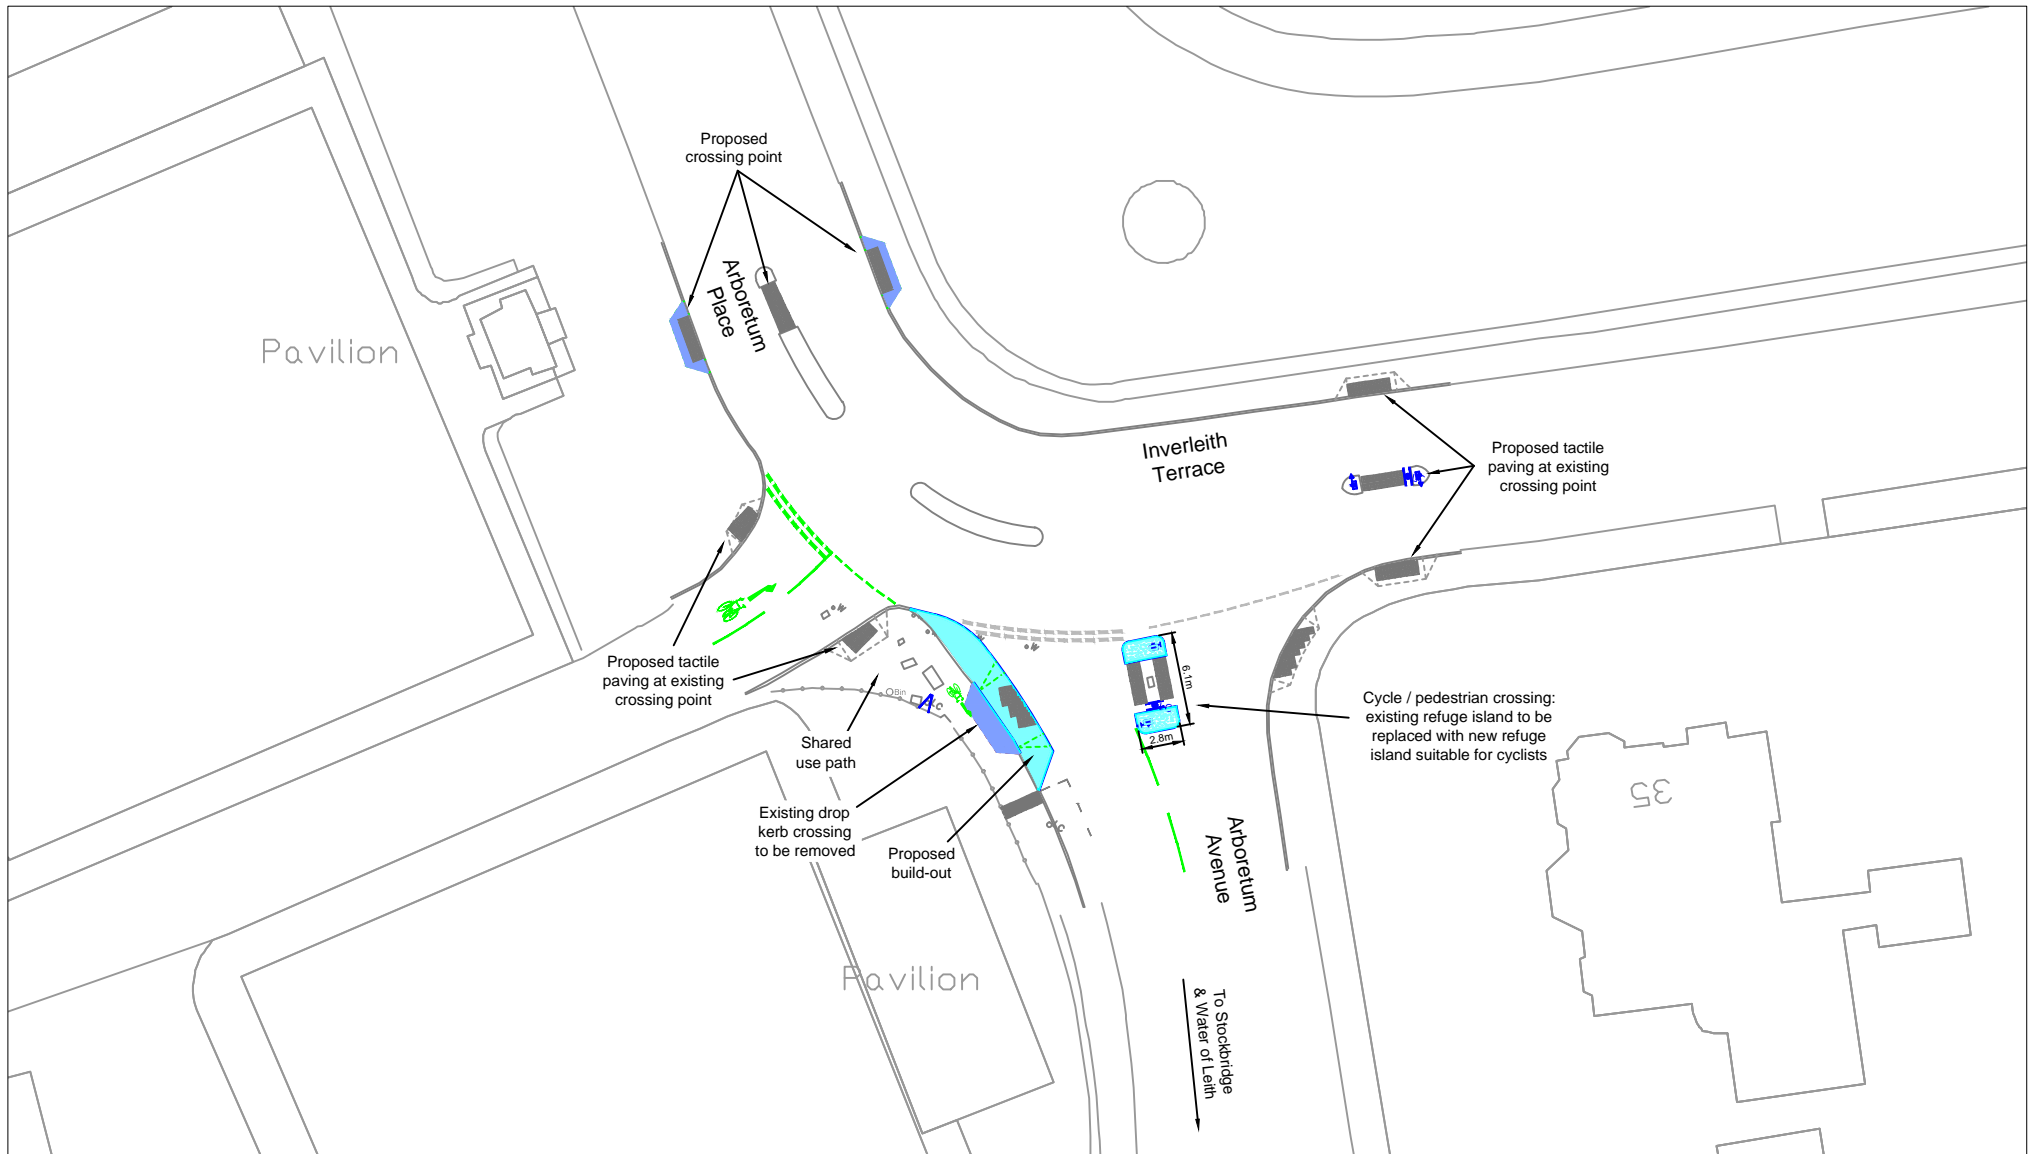 Proposed
crossing point
Arboretum
Place
Pavilion
Inverleith
Terrace
Proposed tactile
paving at existing
crossing point
Proposed tactile
paving at existing
crossing point
Bin
Shared
use path
6.1m
2.8m
Cycle / pedestrian crossing:
existing refuge island to be
replaced with new refuge
island suitable for cyclists
35
Existing drop
kerb crossing
to be removed
Proposed
build-out
Arboretum
Avenue
Pavilion
To Stockbridge
& Water of Leith